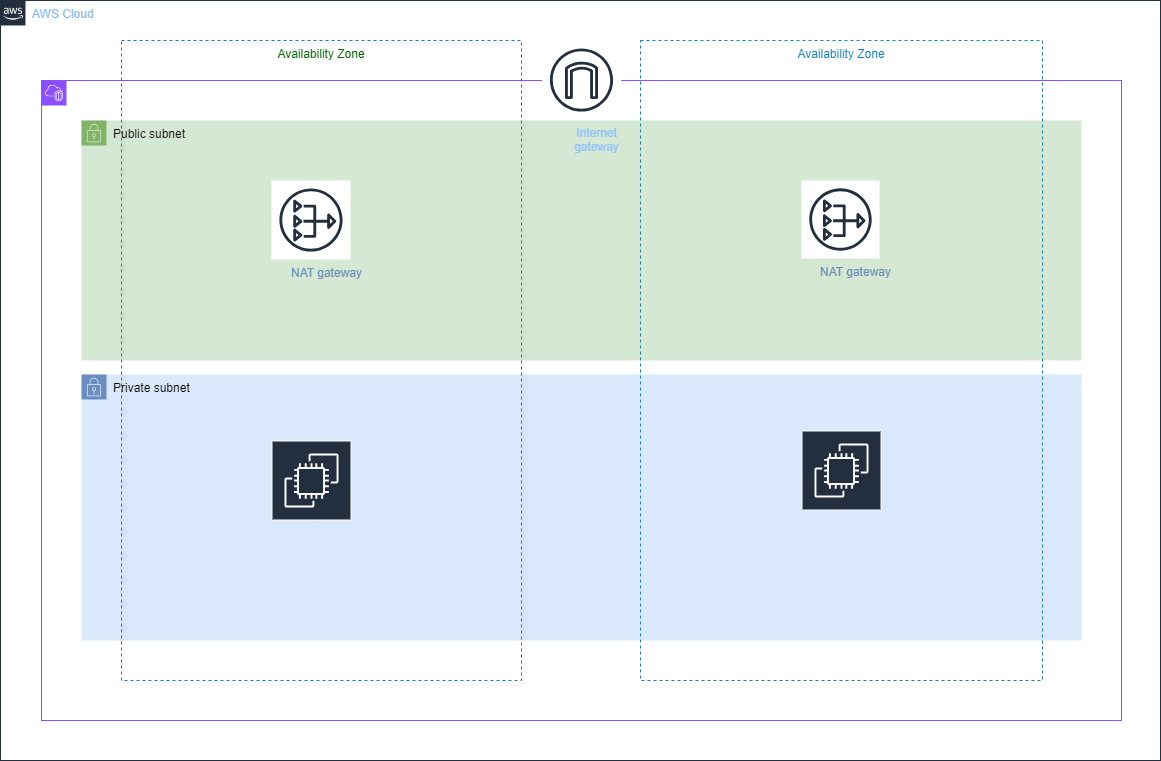 aws
AWS Cloud
Availability Zone
Availability Zone
Internet
gateway
Public subnet
NAT gateway
NAT gateway
Private subnet